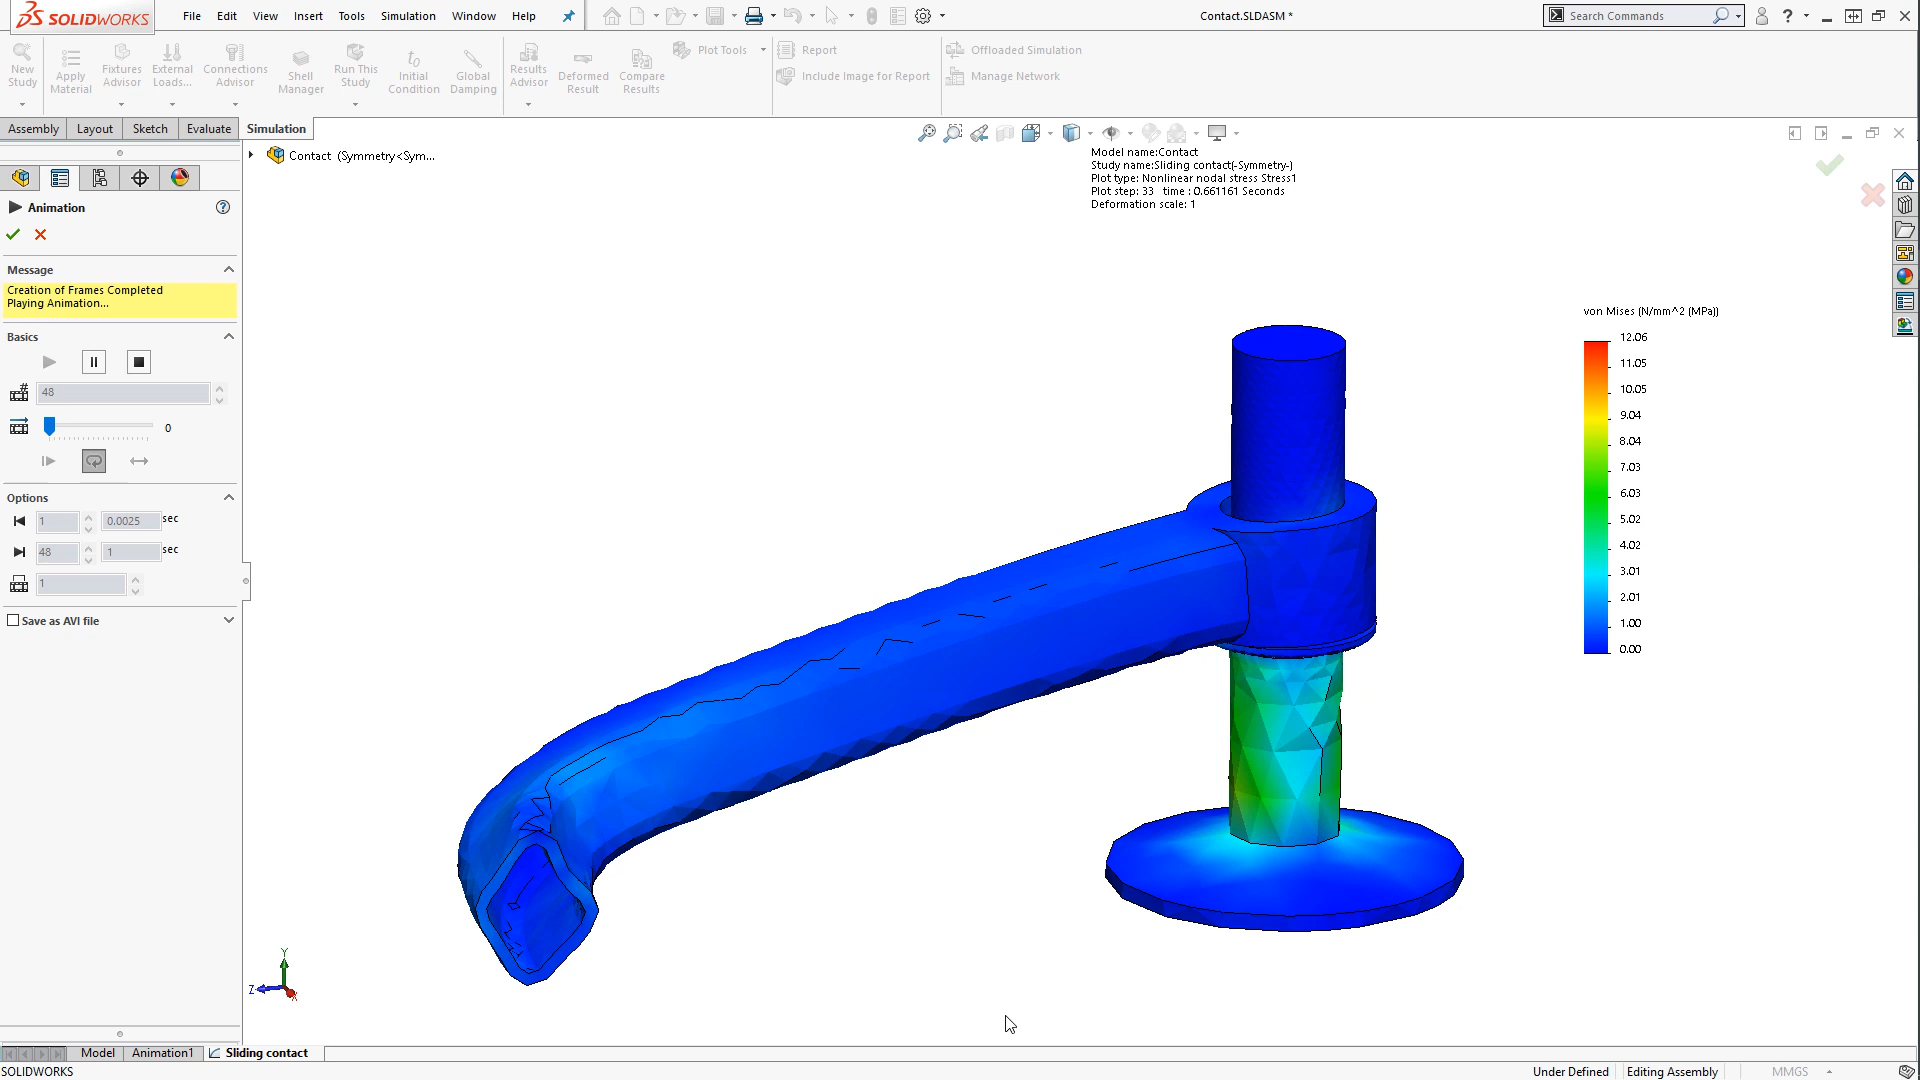 SOLIDWORKS
File Edit View Insert Tools Simulation Window Help
Contact.SLDASM *
Search Commands
New Study
Apply Material
Fixtures Advisor
External Loads...
Connections Advisor
Shell Manager
Run This Study
t0 Initial Condition
Global Damping
Results Advisor
Deformed Result
Compare Results
Plot Tools
Report
Include Image for Report
Offloaded Simulation
Manage Network
Assembly Layout Sketch Evaluate Simulation
Contact (Symmetry<Sym...
Model name:Contact
Study name:Sliding contact(-Symmetry-)
Plot type: Nonlinear nodal stress Stress1
Plot step: 33 time : 0.661161 Seconds
Deformation scale: 1
Animation
Message
Creation of Frames Completed
Playing Animation...
Basics
48
0
Options
1 0.0025 sec
48 1 sec
1
Save as AVI file
von Mises (N/mm^2 (MPa))
12.06
11.05
10.05
9.04
8.04
7.03
6.03
5.02
4.02
3.01
2.01
1.00
0.00
Y
Z
X
Model Animation1 Sliding contact
SOLIDWORKS
Under Defined Editing Assembly MMGS